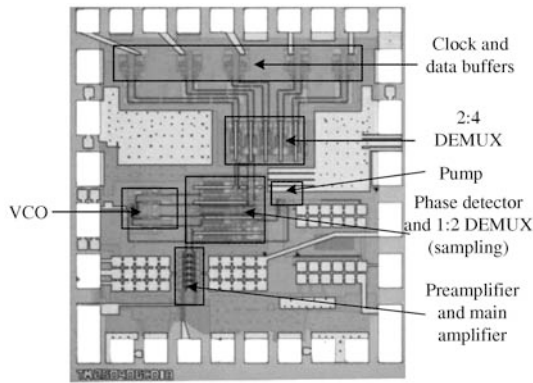 Clock and
data buffers
2:4
DEMUX
Pump
VCO
Phase detector
and 1:2 DEMUX
(sampling)
Preamplifier
and main
amplifier